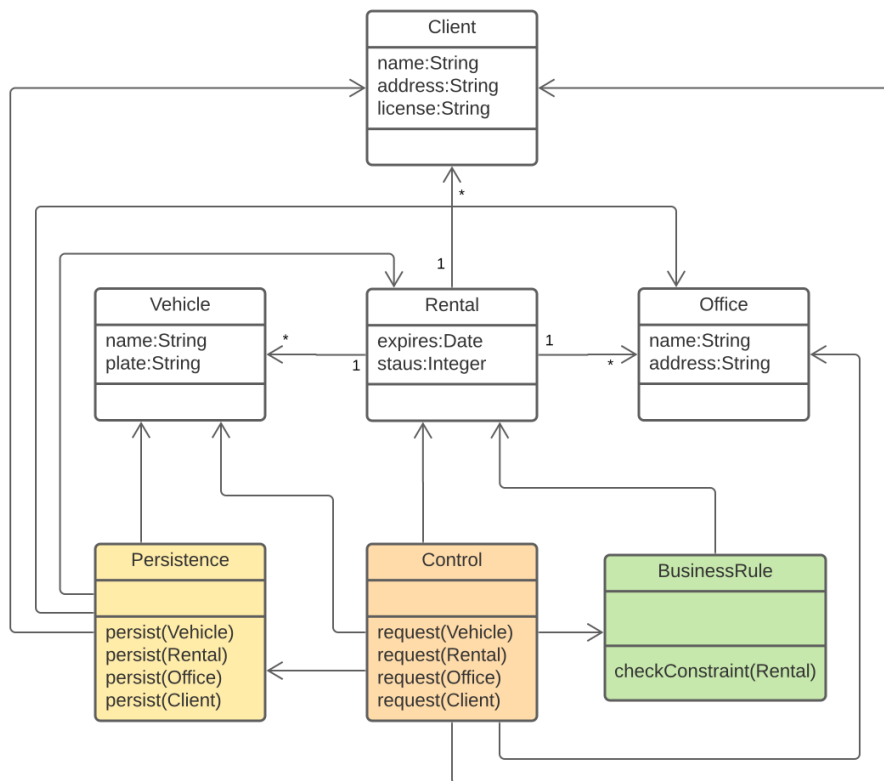 Client
name:String
address:String
license:String
*
1
Vehicle
name:String
plate:String
*
1
Rental
expires:Date
staus:Integer
1
*
Office
name:String
address:String
Persistence
persist(Vehicle)
persist(Rental)
persist(Office)
persist(Client)
Control
request(Vehicle)
request(Rental)
request(Office)
request(Client)
BusinessRule
checkConstraint(Rental)